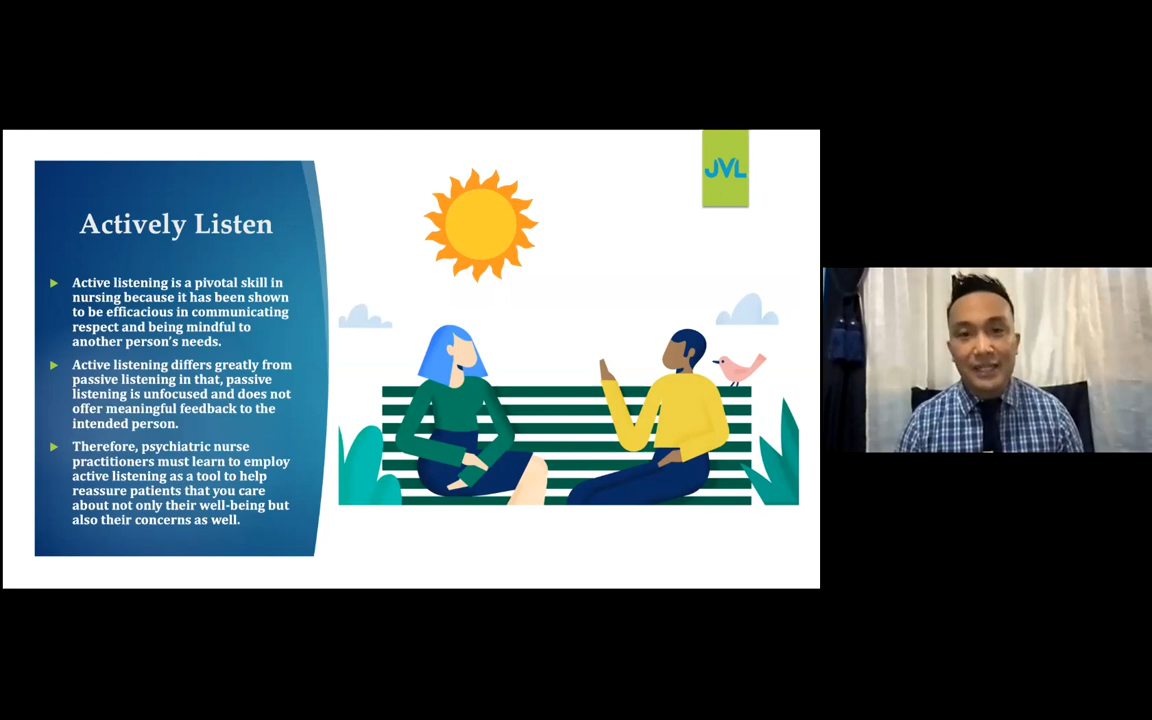 JVL
Actively Listen
Active listening is a pivotal skill in
nursing because it has been shown
to be efficacious in communicating
respect and being mindful to
another person's needs.
Active listening differs greatly from
passive listening in that, passive
listening is unfocused and does not
offer meaningful feedback to the
intended person.
Therefore, psychiatric nurse
practitioners must learn to employ
active listening as a tool to help
reassure patients that you care
about not only their well-being but
also their concerns as well.